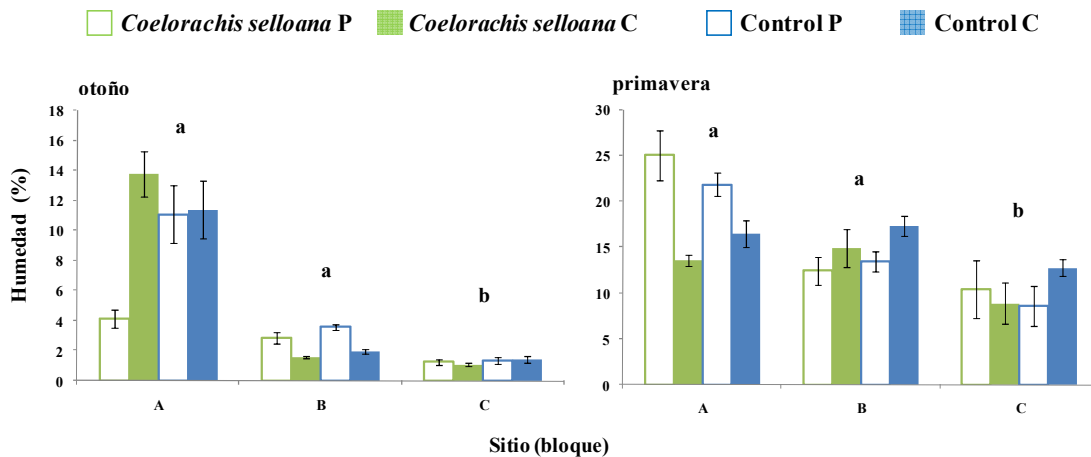 Coelorachis selloana P Coelorachis selloana C Control P Control C
otoño
primavera
Humedad (%)
18
16
14
12
10
8
6
4
2
0
a
a
b
A B C
30
25
20
15
10
5
0
a
a
b
A B C
Sitio (bloque)